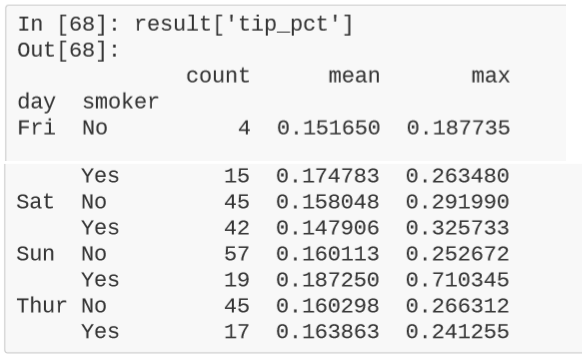 In [68]: result['tip_pct']
Out[68]:
             count      mean       max
day  smoker
Fri  No          4  0.151650  0.187735
     Yes        15  0.174783  0.263480
Sat  No         45  0.158048  0.291990
     Yes        42  0.147906  0.325733
Sun  No         57  0.160113  0.252672
     Yes        19  0.187250  0.710345
Thur No         45  0.160298  0.266312
     Yes        17  0.163863  0.241255